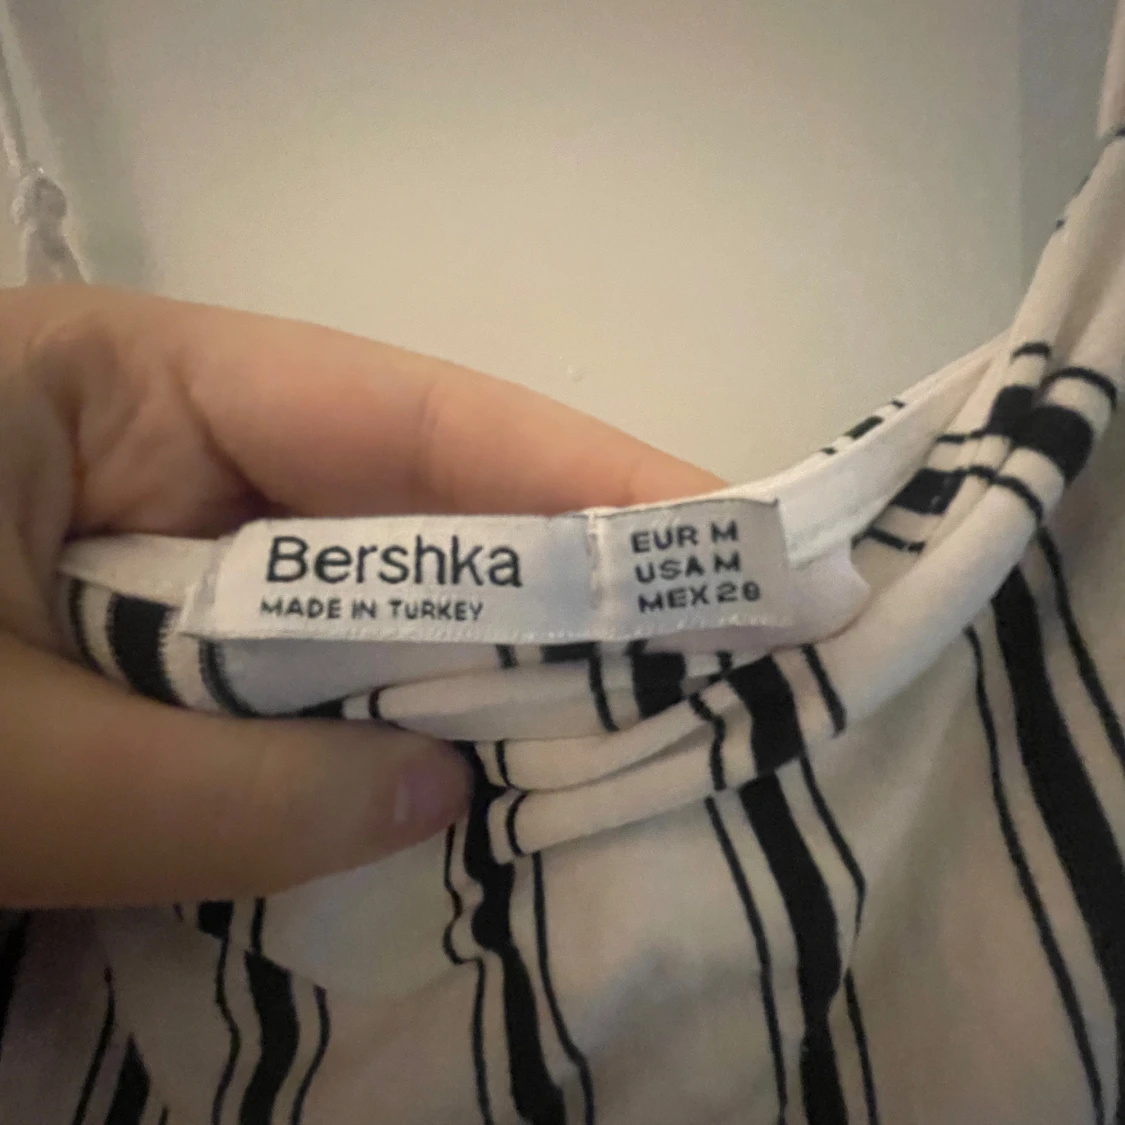 Bershka
MADE IN TURKEY
EUR M
USA M
MEX 28